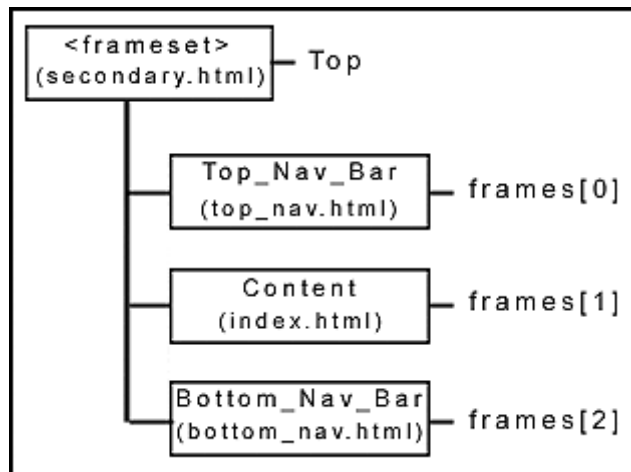 <frameset>
(secondary.html)
Top
Top_Nav_Bar
(top_nav.html)
frames[0]
Content
(index.html)
frames[1]
Bottom_Nav_Bar
(bottom_nav.html)
frames[2]